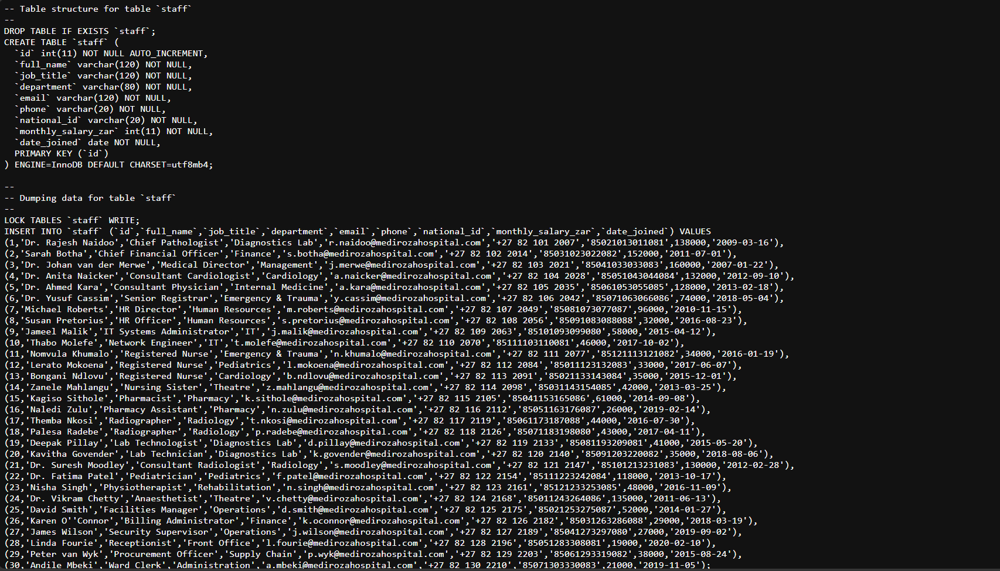 -- Table structure for table `staff`
--
DROP TABLE IF EXISTS `staff`;
CREATE TABLE `staff` (
  `id` int(11) NOT NULL AUTO_INCREMENT,
  `full_name` varchar(120) NOT NULL,
  `job_title` varchar(120) NOT NULL,
  `department` varchar(80) NOT NULL,
  `email` varchar(120) NOT NULL,
  `phone` varchar(20) NOT NULL,
  `national_id` varchar(20) NOT NULL,
  `monthly_salary_zar` int(11) NOT NULL,
  `date_joined` date NOT NULL,
  PRIMARY KEY (`id`)
) ENGINE=InnoDB DEFAULT CHARSET=utf8mb4;

--
-- Dumping data for table `staff`
--
LOCK TABLES `staff` WRITE;
INSERT INTO `staff` (`id`,`full_name`,`job_title`,`department`,`email`,`phone`,`national_id`,`monthly_salary_zar`,`date_joined`) VALUES
(1,'Dr. Rajesh Naidoo','Chief Pathologist','Diagnostics Lab','r.naidoo@medirozahospital.com','+27 82 101 2007','85021013011081',138000,'2009-03-16'),
(2,'Sarah Botha','Chief Financial Officer','Finance','s.botha@medirozahospital.com','+27 82 102 2014','85031023022082',152000,'2011-07-01'),
(3,'Dr. Johan van der Merwe','Medical Director','Management','j.merwe@medirozahospital.com','+27 82 103 2021','85041033033083',160000,'2007-01-22'),
(4,'Dr. Anita Naicker','Consultant Cardiologist','Cardiology','a.naicker@medirozahospital.com','+27 82 104 2028','85051043044084',132000,'2012-09-10'),
(5,'Dr. Ahmed Kara','Consultant Physician','Internal Medicine','a.kara@medirozahospital.com','+27 82 105 2035','85061053055085',128000,'2013-02-18'),
(6,'Dr. Yusuf Cassim','Senior Registrar','Emergency & Trauma','y.cassim@medirozahospital.com','+27 82 106 2042','85071063066086',74000,'2018-05-04'),
(7,'Michael Roberts','HR Director','Human Resources','m.roberts@medirozahospital.com','+27 82 107 2049','85081073077087',96000,'2010-11-15'),
(8,'Susan Pretorius','HR Officer','Human Resources','s.pretorius@medirozahospital.com','+27 82 108 2056','85091083088088',32000,'2016-08-23'),
(9,'Jameel Malik','IT Systems Administrator','IT','j.malik@medirozahospital.com','+27 82 109 2063','85101093099080',58000,'2015-04-12'),
(10,'Thabo Molefe','Network Engineer','IT','t.molefe@medirozahospital.com','+27 82 110 2070','85111103110081',46000,'2017-10-02'),
(11,'Nomvula Khumalo','Registered Nurse','Emergency & Trauma','n.khumalo@medirozahospital.com','+27 82 111 2077','85121113121082',34000,'2016-01-19'),
(12,'Lerato Mokoena','Registered Nurse','Pediatrics','l.mokoena@medirozahospital.com','+27 82 112 2084','85011123132083',33000,'2017-06-07'),
(13,'Bongani Ndlovu','Registered Nurse','Cardiology','b.ndlovu@medirozahospital.com','+27 82 113 2091','85021133143084',35000,'2015-12-01'),
(14,'Zanele Mahlangu','Nursing Sister','Theatre','z.mahlangu@medirozahospital.com','+27 82 114 2098','85031143154085',42000,'2013-03-25'),
(15,'Kagiso Sithole','Pharmacist','Pharmacy','k.sithole@medirozahospital.com','+27 82 115 2105','85041153165086',61000,'2014-09-08'),
(16,'Naledi Zulu','Pharmacy Assistant','Pharmacy','n.zulu@medirozahospital.com','+27 82 116 2112','85051163176087',26000,'2019-02-14'),
(17,'Themba Nkosi','Radiographer','Radiology','t.nkosi@medirozahospital.com','+27 82 117 2119','85061173187088',44000,'2016-07-30'),
(18,'Palesa Radebe','Radiographer','Radiology','p.radebe@medirozahospital.com','+27 82 118 2126','85071183198080',43000,'2017-04-11'),
(19,'Deepak Pillay','Lab Technologist','Diagnostics Lab','d.pillay@medirozahospital.com','+27 82 119 2133','85081193209081',41000,'2015-05-20'),
(20,'Kavitha Govender','Lab Technician','Diagnostics Lab','k.govender@medirozahospital.com','+27 82 120 2140','85091203220082',35000,'2018-08-06'),
(21,'Dr. Suresh Moodley','Consultant Radiologist','Radiology','s.moodley@medirozahospital.com','+27 82 121 2147','85101213231083',130000,'2012-02-28'),
(22,'Dr. Fatima Patel','Pediatrician','Pediatrics','f.patel@medirozahospital.com','+27 82 122 2154','85111223242084',118000,'2013-10-17'),
(23,'Nisha Singh','Physiotherapist','Rehabilitation','n.singh@medirozahospital.com','+27 82 123 2161','85121233253085',48000,'2016-11-09'),
(24,'Dr. Vikram Chetty','Anaesthetist','Theatre','v.chetty@medirozahospital.com','+27 82 124 2168','85011243264086',135000,'2011-06-13'),
(25,'David Smith','Facilities Manager','Operations','d.smith@medirozahospital.com','+27 82 125 2175','85021253275087',52000,'2014-01-27'),
(26,'Karen O''Connor','Billing Administrator','Finance','k.oconnor@medirozahospital.com','+27 82 126 2182','85031263286088',29000,'2018-03-19'),
(27,'James Wilson','Security Supervisor','Operations','j.wilson@medirozahospital.com','+27 82 127 2189','85041273297080',27000,'2019-09-02'),
(28,'Linda Fourie','Receptionist','Front Office','l.fourie@medirozahospital.com','+27 82 128 2196','85051283308081',19000,'2020-02-10'),
(29,'Peter van Wyk','Procurement Officer','Supply Chain','p.wyk@medirozahospital.com','+27 82 129 2203','85061293319082',38000,'2015-08-24'),
(30,'Andile Mbeki','Ward Clerk','Administration','a.mbeki@medirozahospital.com','+27 82 130 2210','85071303330083',21000,'2019-11-05');